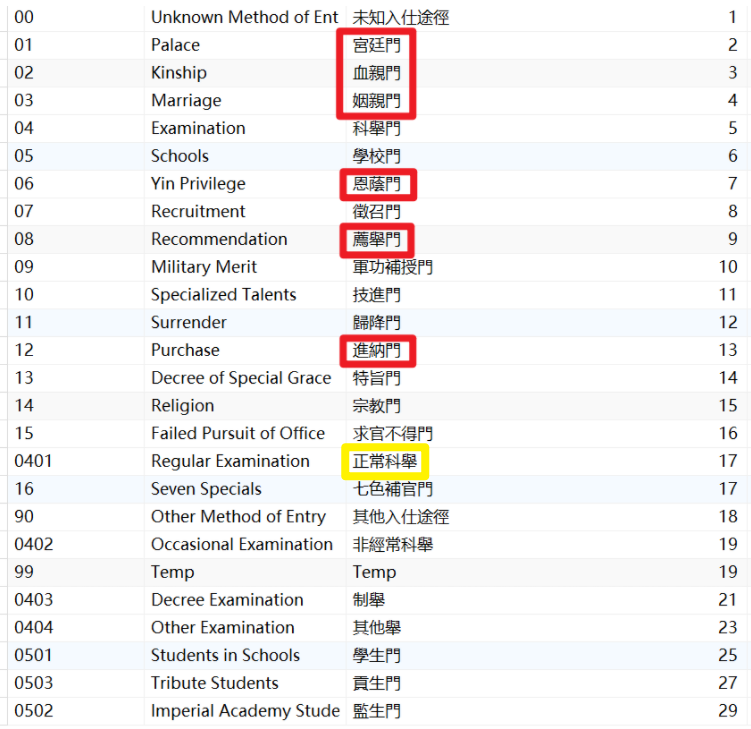 00 Unknown Method of Ent 未知入仕途徑 1
01 Palace 宮廷門 2
02 Kinship 血親門 3
03 Marriage 姻親門 4
04 Examination 科舉門 5
05 Schools 學校門 6
06 Yin Privilege 恩蔭門 7
07 Recruitment 徵召門 8
08 Recommendation 薦舉門 9
09 Military Merit 軍功補授門 10
10 Specialized Talents 技進門 11
11 Surrender 歸降門 12
12 Purchase 進納門 13
13 Decree of Special Grace 特旨門 14
14 Religion 宗教門 15
15 Failed Pursuit of Office 求官不得門 16
0401 Regular Examination 正常科舉 17
16 Seven Specials 七色補官門 17
90 Other Method of Entry 其他入仕途徑 18
0402 Occasional Examination 非經常科舉 19
99 Temp Temp 19
0403 Decree Examination 制舉 21
0404 Other Examination 其他舉 23
0501 Students in Schools 學生門 25
0503 Tribute Students 貢生門 27
0502 Imperial Academy Stude 監生門 29